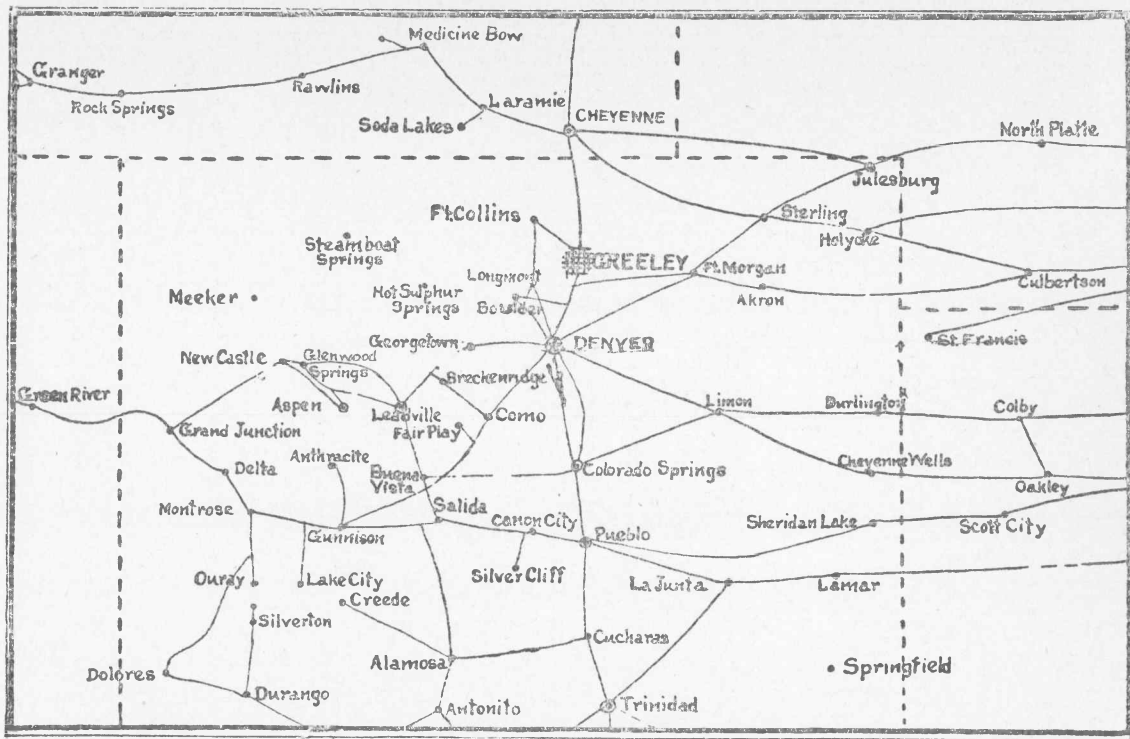 Medicine Bow
Granger
Rock Springs
Rawlins
Laramie
Soda Lakes
CHEYENNE
North Platte
Julesburg
Ft. Collins
Sterling
Holyoke
Steamboat
Springs
GREELEY
Longmont
Ft. Morgan
Culbertson
Meeker
Hot Sulphur
Springs
Boulder
Akron
Georgetown
DENVER
St. Francis
New Castle
Glenwood
Springs
Breckenridge
Green River
Aspen
Leadville
Fair Play
Como
Limon
Burlington
Colby
Grand Junction
Anthracite
Delta
Buena
Vista
Colorado Springs
Cheyenne Wells
Oakley
Montrose
Gunnison
Salida
Canon City
Pueblo
Sheridan Lake
Scott City
Ouray
Lake City
Silver Cliff
La Junta
Lamar
Creede
Silverton
Cucharas
Alamosa
Springfield
Dolores
Durango
Antonito
Trinidad